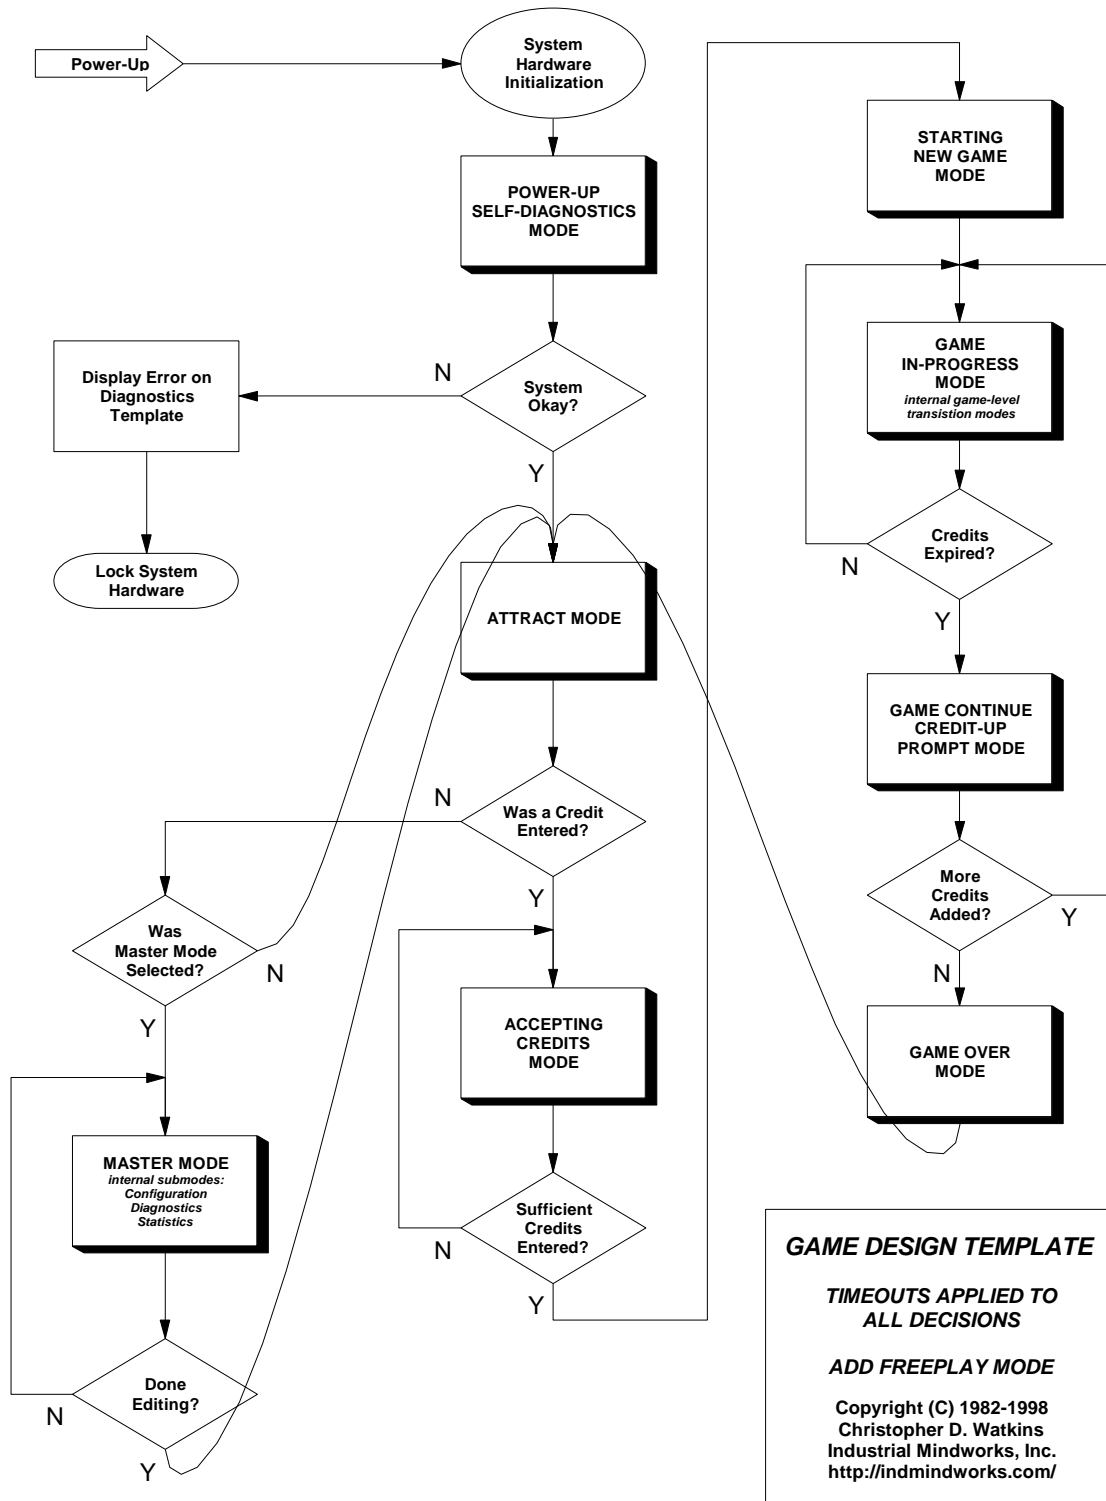 Power-Up
System
Hardware
Initialization
POWER-UP
SELF-DIAGNOSTICS
MODE
System
Okay?
N
Y
Display Error on
Diagnostics
Template
Lock System
Hardware
ATTRACT MODE
Was a Credit
Entered?
N
Y
Was
Master Mode
Selected?
N
Y
MASTER MODE
internal submodes:
Configuration
Diagnostics
Statistics
Done
Editing?
N
Y
ACCEPTING
CREDITS
MODE
Sufficient
Credits
Entered?
N
Y
STARTING
NEW GAME
MODE
GAME
IN-PROGRESS
MODE
internal game-level
transistion modes
Credits
Expired?
N
Y
GAME CONTINUE
CREDIT-UP
PROMPT MODE
More
Credits
Added?
Y
N
GAME OVER
MODE
GAME DESIGN TEMPLATE
TIMEOUTS APPLIED TO
ALL DECISIONS
ADD FREEPLAY MODE
Copyright (C) 1982-1998
Christopher D. Watkins
Industrial Mindworks, Inc.
http://indmindworks.com/